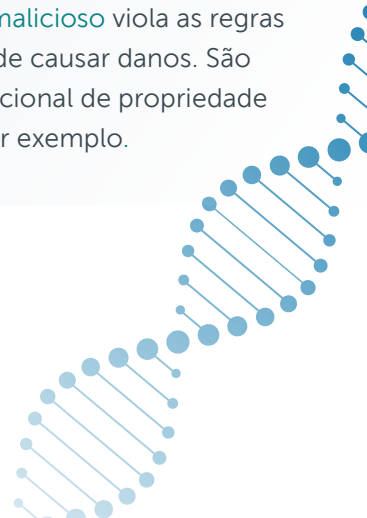 malicioso viola as regras
de causar danos. São
cional de propriedade
r exemplo.